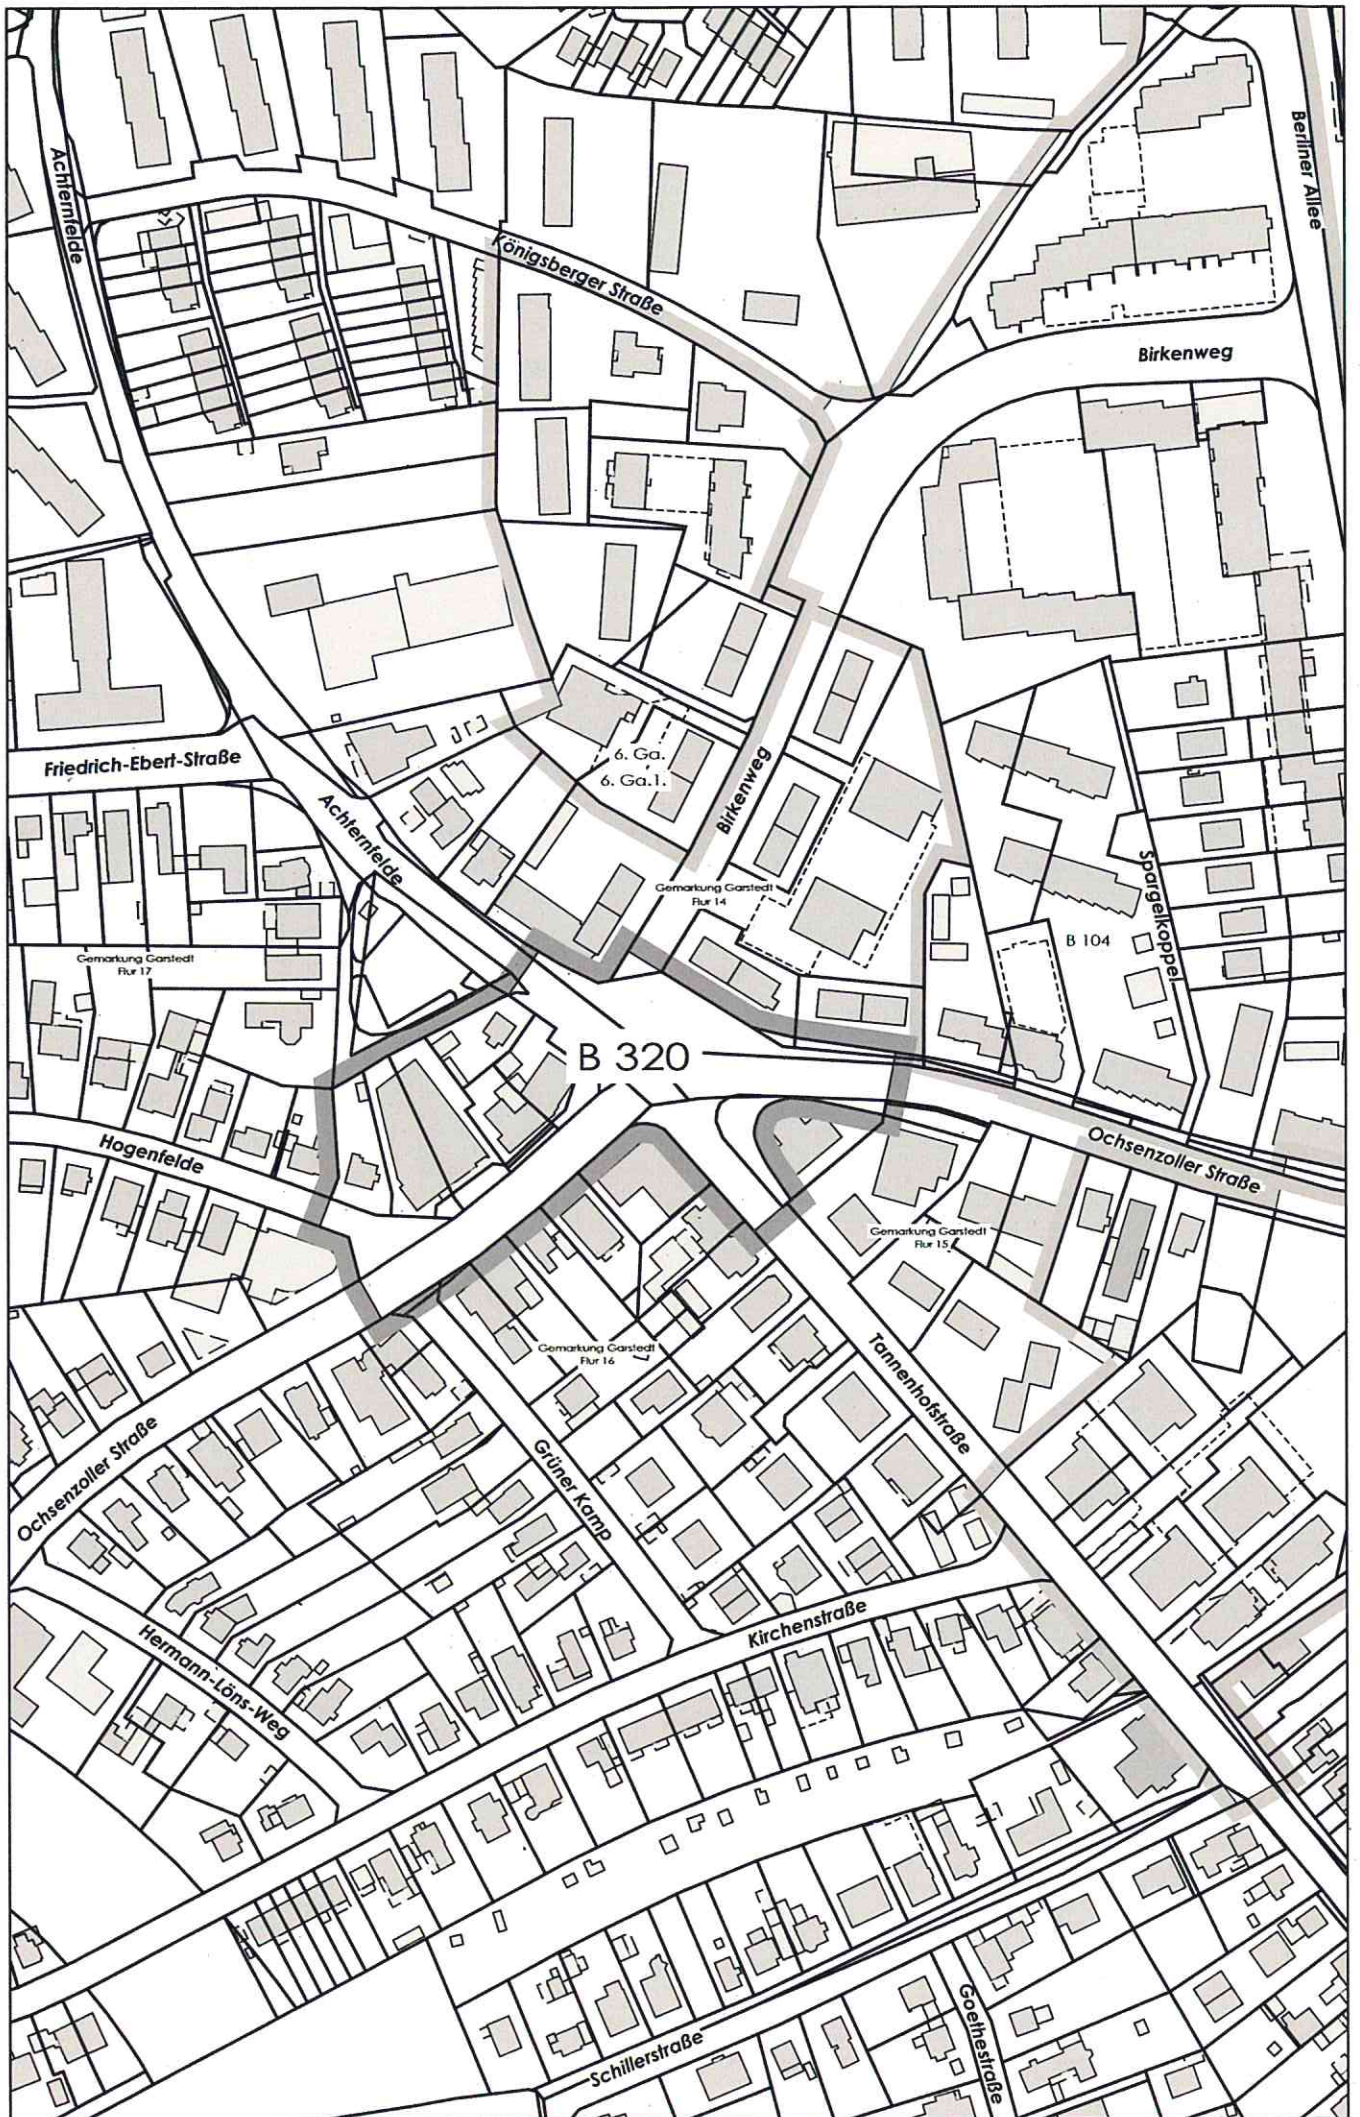 Achternfelde
Berliner Allee
Königsberger Straße
Birkenweg
Friedrich-Ebert-Straße
6. Ga.
6. Ga.1.
Birkenweg
Achternfelde
Gemarkung Garstedt
Flur 14
Spargelkoppel
B 104
Gemarkung Garstedt
Flur 17
B 320
Hogenfelde
Ochsenzoller Straße
Gemarkung Garstedt
Flur 15
Gemarkung Garstedt
Flur 16
Tannenhofstraße
Ochsenzoller Straße
Grüner Kamp
Kirchenstraße
Hermann-Löns-Weg
Goethestraße
Schillerstraße